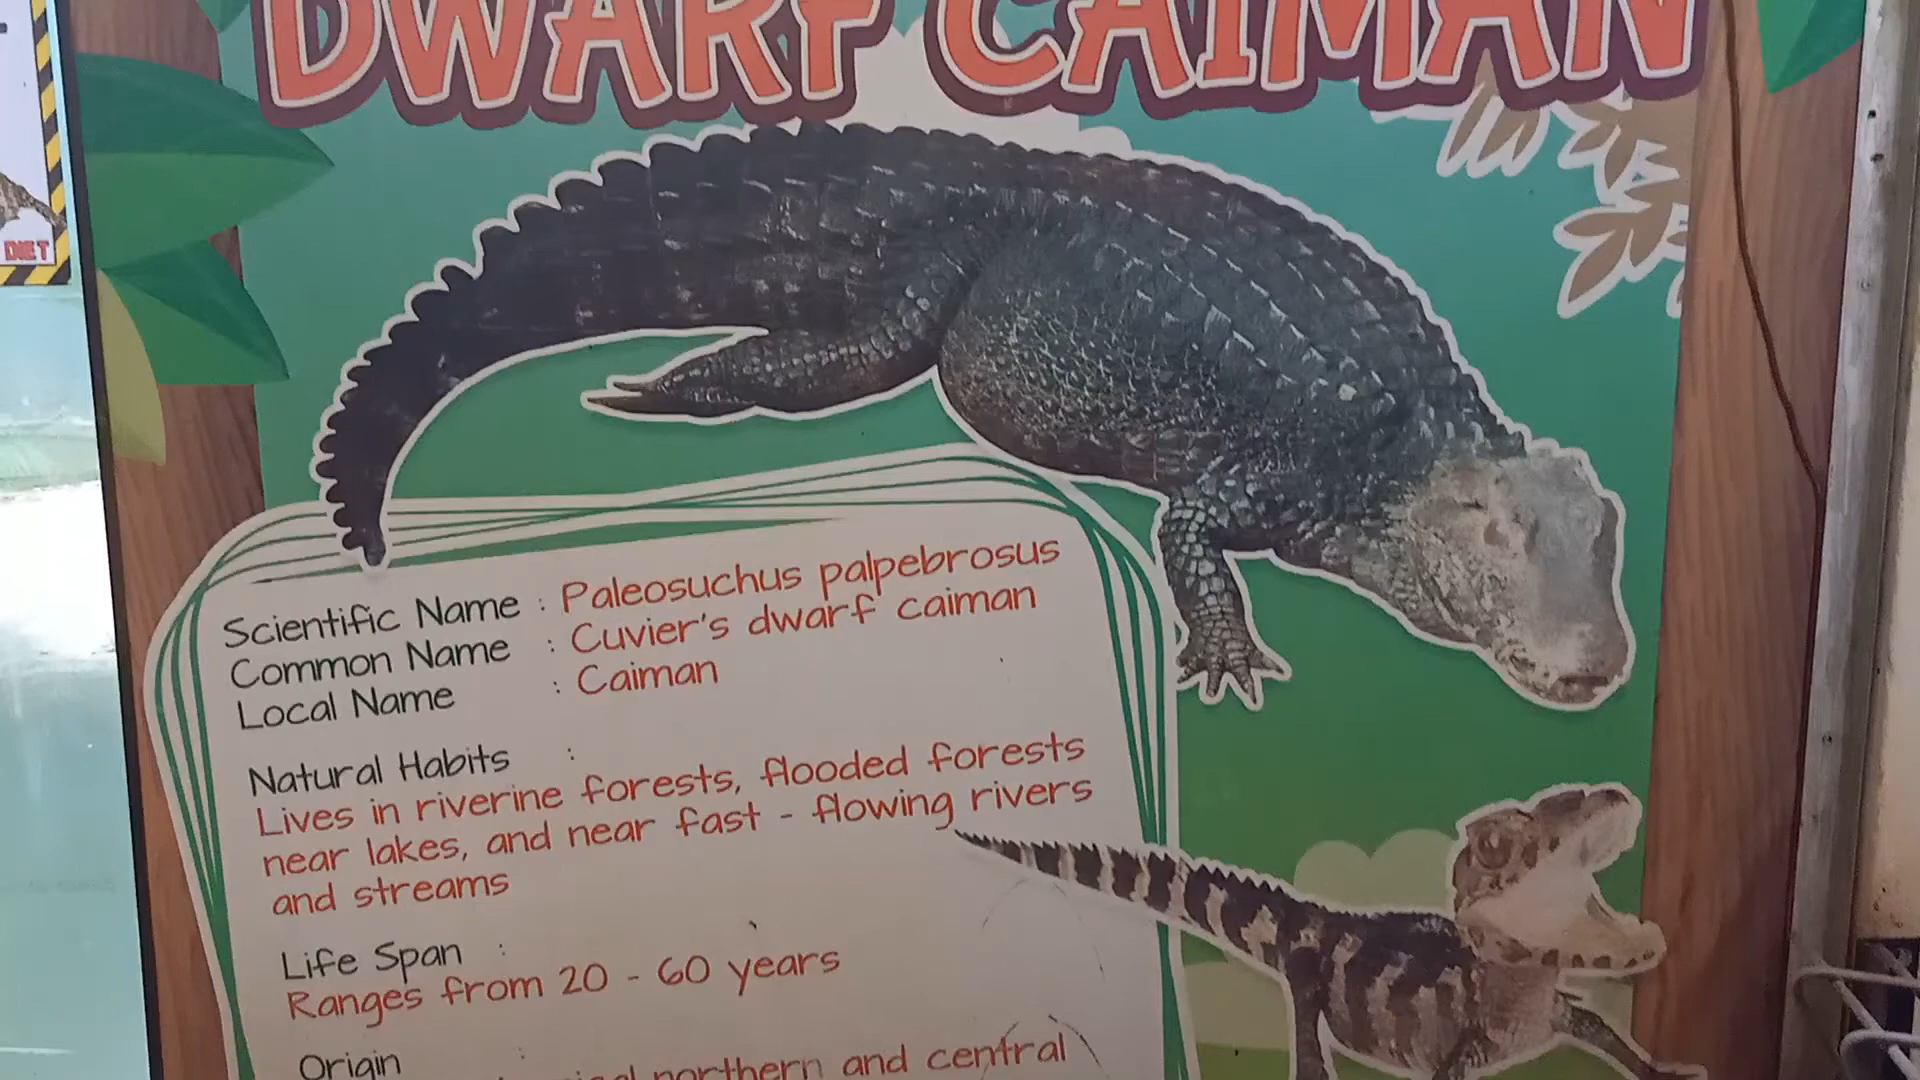 DWARF CAIMAN
DIET
Scientific Name : Paleosuchus palpebrosus
Common Name : Cuvier's dwarf caiman
Local Name : Caiman
Natural Habits :
Lives in riverine forests, flooded forests
near lakes, and near fast - flowing rivers
and streams
Life Span :
Ranges from 20 - 60 years
Origin :
northern and central